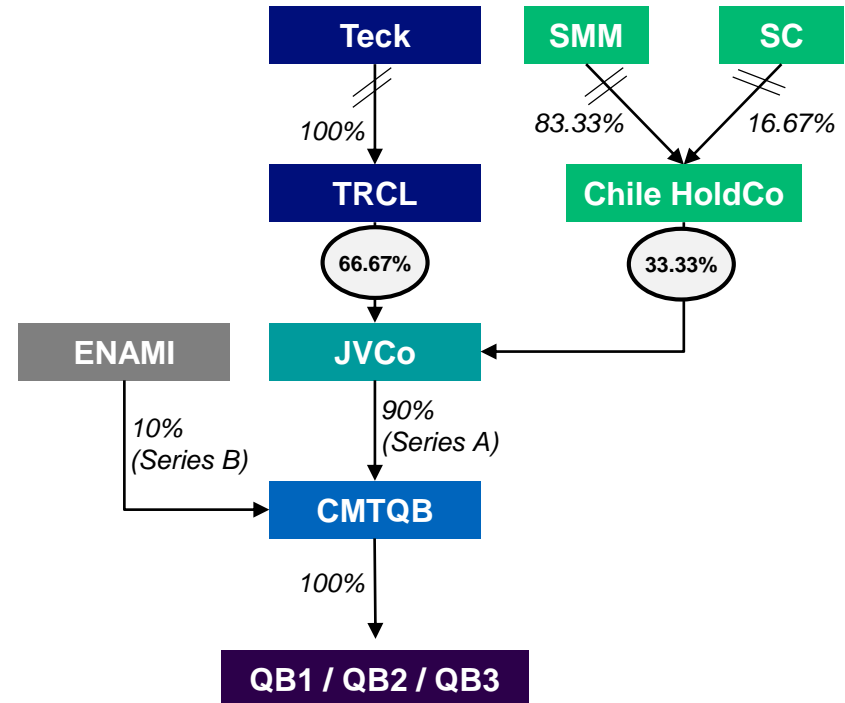 Teck
SMM
SC
100%
83.33%
16.67%
TRCL
Chile HoldCo
66.67%
33.33%
ENAMI
JVCo
10%
(Series B)
90%
(Series A)
CMTQB
100%
QB1 / QB2 / QB3